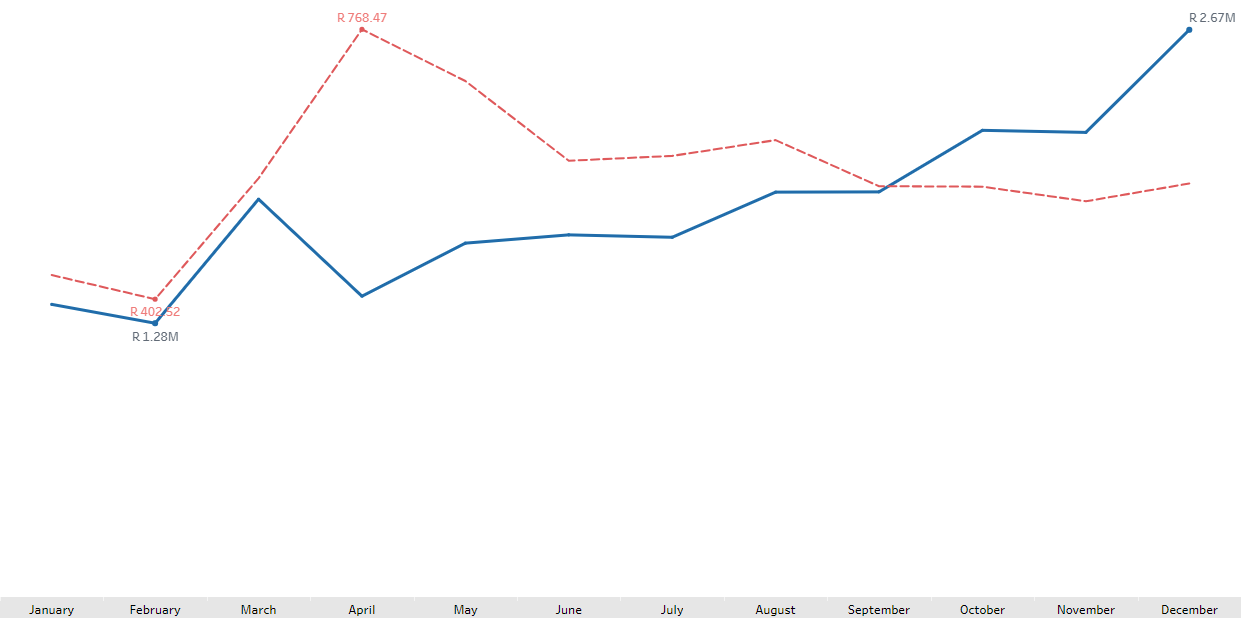 R 768.47
R 2.67M
R 402.52
R 1.28M
January February March April May June July August September October November December